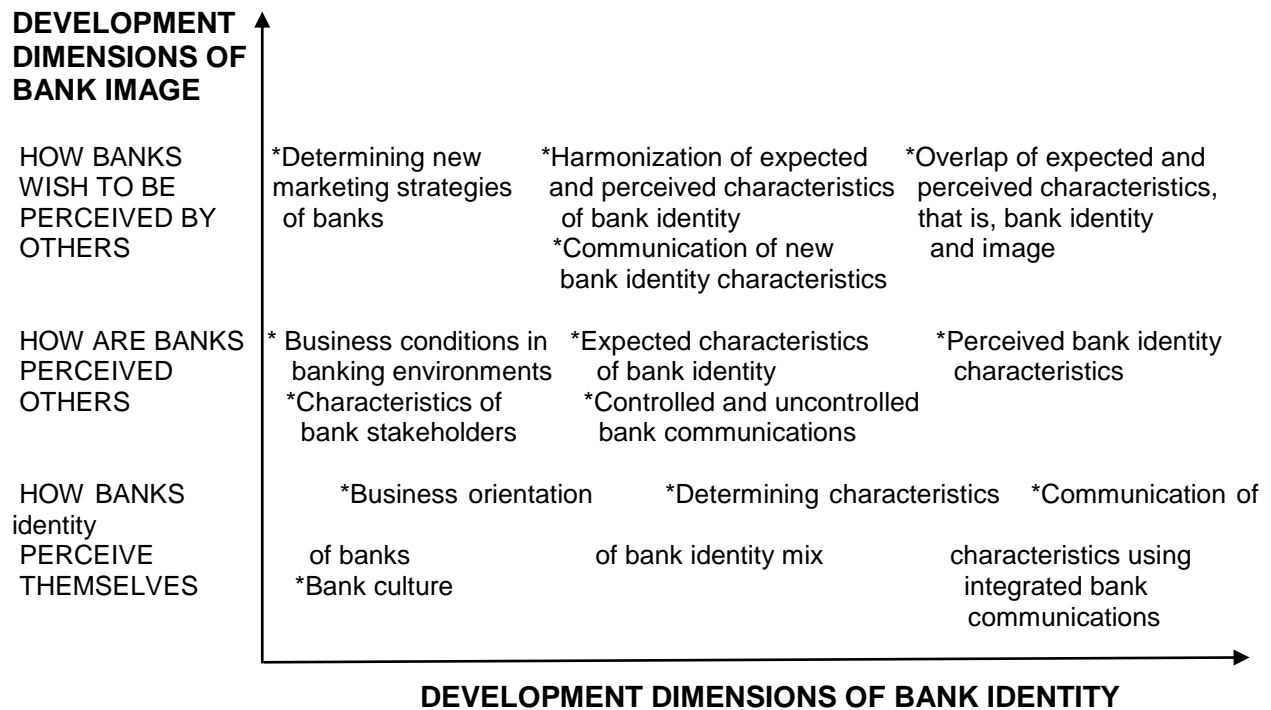 DEVELOPMENT
DIMENSIONS OF
BANK IMAGE
HOW BANKS *Determining new *Harmonization of expected *Overlap of expected and
WISH TO BE marketing strategies and perceived characteristics perceived characteristics,
PERCEIVED BY of banks of bank identity that is, bank identity
OTHERS *Communication of new and image
bank identity characteristics
HOW ARE BANKS * Business conditions in *Expected characteristics *Perceived bank identity
PERCEIVED banking environments of bank identity characteristics
OTHERS *Characteristics of *Controlled and uncontrolled
bank stakeholders bank communications
HOW BANKS *Business orientation *Determining characteristics *Communication of
identity
PERCEIVE of banks of bank identity mix characteristics using
THEMSELVES *Bank culture integrated bank
communications
DEVELOPMENT DIMENSIONS OF BANK IDENTITY